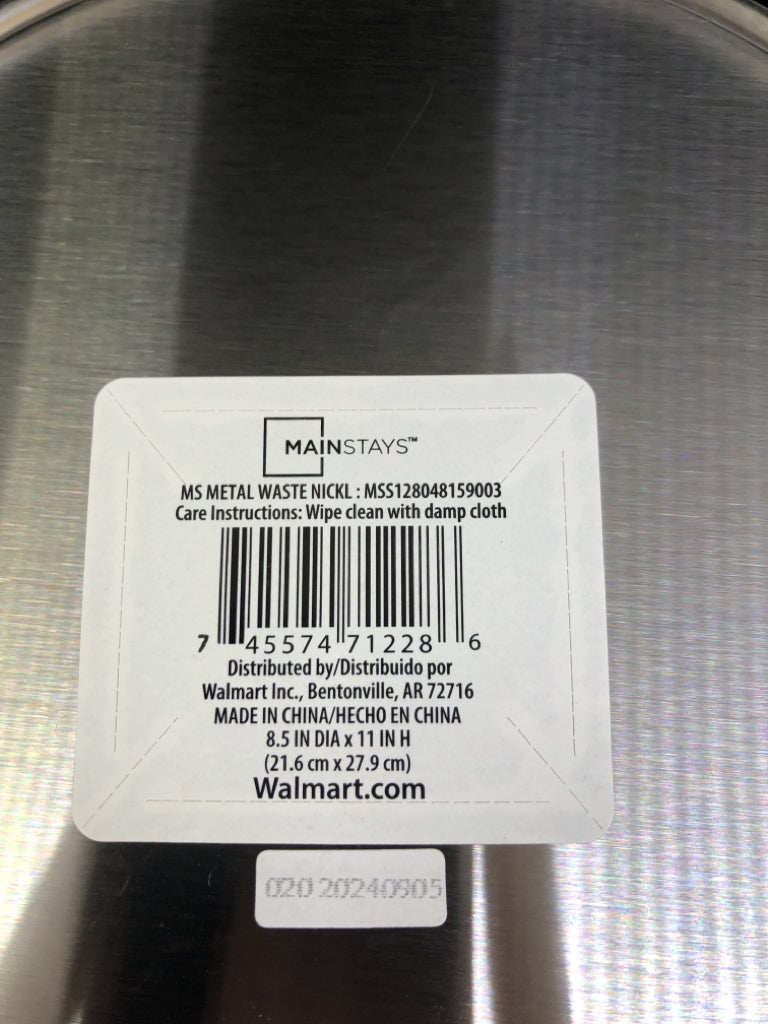 MAINSTAYS™
MS METAL WASTE NICKL : MSS128048159003
Care Instructions: Wipe clean with damp cloth
7 45574 71228 6
Distributed by/Distribuido por
Walmart Inc., Bentonville, AR 72716
MADE IN CHINA/HECHO EN CHINA
8.5 IN DIA x 11 IN H
(21.6 cm x 27.9 cm)
Walmart.com
020 20240905